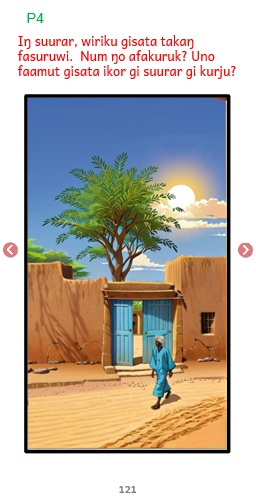 P4
Iŋ suurar, wiriku gisata takaŋ
fasuruwi.  Num ŋo afakuruk? Uno
faamut gisata ikor gi suurar gi kurju?
121